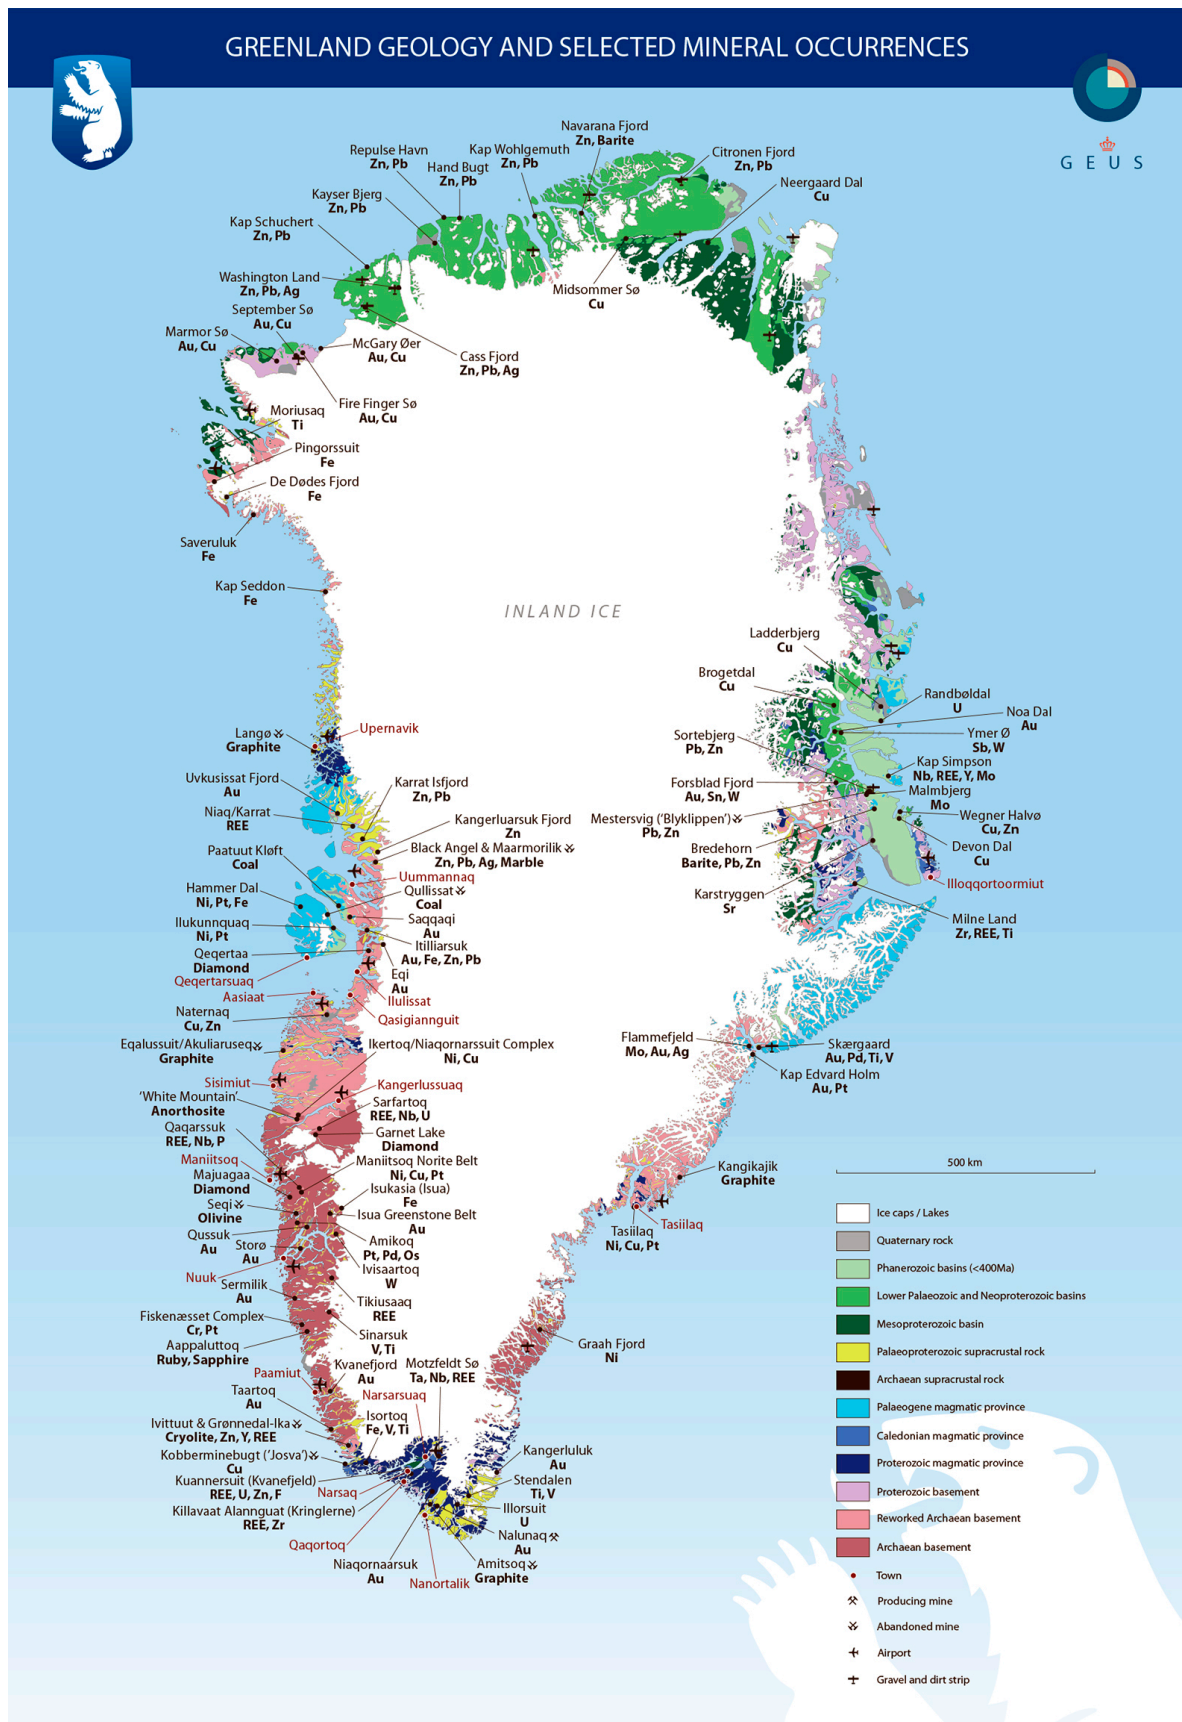 GREENLAND GEOLOGY AND SELECTED MINERAL OCCURRENCES
G E U S
Navarana Fjord
Zn, Barite
Repulse Havn
Zn, Pb
Kap Wohlgemuth
Zn, Pb
Hand Bugt
Zn, Pb
Citronen Fjord
Zn, Pb
Neergaard Dal
Cu
Kayser Bjerg
Zn, Pb
Kap Schuchert
Zn, Pb
Washington Land
Zn, Pb, Ag
Midsommer Sø
Cu
September Sø
Au, Cu
Marmor Sø
Au, Cu
McGary Øer
Au, Cu
Cass Fjord
Zn, Pb, Ag
Fire Finger Sø
Au, Cu
Moriusaq
Ti
Pingorssuit
Fe
De Dødes Fjord
Fe
Saveruluk
Fe
Kap Seddon
Fe
INLAND ICE
Ladderbjerg
Cu
Brogetdal
Cu
Randbøldal
U
Noa Dal
Au
Ymer Ø
Sb, W
Sortebjerg
Pb, Zn
Kap Simpson
Nb, REE, Y, Mo
Forsblad Fjord
Au, Sn, W
Malmbjerg
Mo
Mestersvig ('Blyklippen')
Pb, Zn
Wegner Halvø
Cu, Zn
Bredehorn
Barite, Pb, Zn
Devon Dal
Cu
Karstryggen
Sr
Illoqqortoormiut
Milne Land
Zr, REE, Ti
Langø
Graphite
Upernavik
Uvkusissat Fjord
Au
Karrat Isfjord
Zn, Pb
Niaq/Karrat
REE
Kangerluarsuk Fjord
Zn
Paatuut Kløft
Coal
Black Angel & Maarmorilik
Zn, Pb, Ag, Marble
Uummannaq
Hammer Dal
Ni, Pt, Fe
Qullissat
Coal
Saqqaqi
Au
Ilukunnquaq
Ni, Pt
Itilliarsuk
Au, Fe, Zn, Pb
Qeqertaa
Diamond
Eqi
Au
Qeqertarsuaq
Aasiaat
Ilulissat
Naternaq
Cu, Zn
Qasigiannguit
Eqalussuit/Akuliaruseq
Graphite
Ikertoq/Niaqornarssuit Complex
Ni, Cu
Flammefjeld
Mo, Au, Ag
Skærgaard
Au, Pd, Ti, V
Kap Edvard Holm
Au, Pt
Sisimiut
Kangerlussuaq
'White Mountain'
Anorthosite
Sarfartoq
REE, Nb, U
Qaqarssuk
REE, Nb, P
Garnet Lake
Diamond
Maniitsoq
Maniitsoq Norite Belt
Ni, Cu, Pt
Majuagaa
Diamond
Isukasia (Isua)
Fe
Seqi
Olivine
Isua Greenstone Belt
Au
Qussuk
Au
Amikoq
Pt, Pd, Os
Storø
Au
Ivisaartoq
W
Nuuk
Sermilik
Au
Tikiusaaq
REE
Fiskenæsset Complex
Cr, Pt
Sinarsuk
V, Ti
Aappaluttoq
Ruby, Sapphire
Kangikajik
Graphite
Tasiilaq
Ni, Cu, Pt
Tasiilaq
Graah Fjord
Ni
Paamiut
Kvanefjord
Au
Motzfeldt Sø
Ta, Nb, REE
Taartoq
Au
Narsarsuaq
Isortoq
Fe, V, Ti
Ivittuut & Grønnedal-Ika
Cryolite, Zn, Y, REE
Kobberminebugt ('Josva')
Cu
Kangerluluk
Au
Kuannersuit (Kvanefjeld)
REE, U, Zn, F
Narsaq
Stendalen
Ti, V
Killavaat Alannguat (Kringlerne)
REE, Zr
Illorsuit
U
Qaqortoq
Nalunaq
Au
Niaqornaarsuk
Au
Amitsoq
Graphite
Nanortalik
500 km
Ice caps / Lakes
Quaternary rock
Phanerozoic basins (<400Ma)
Lower Palaeozoic and Neoproterozoic basins
Mesoproterozoic basin
Palaeoproterozoic supracrustal rock
Archaean supracrustal rock
Palaeogene magmatic province
Caledonian magmatic province
Proterozoic magmatic province
Proterozoic basement
Reworked Archaean basement
Archaean basement
Town
Producing mine
Abandoned mine
Airport
Gravel and dirt strip